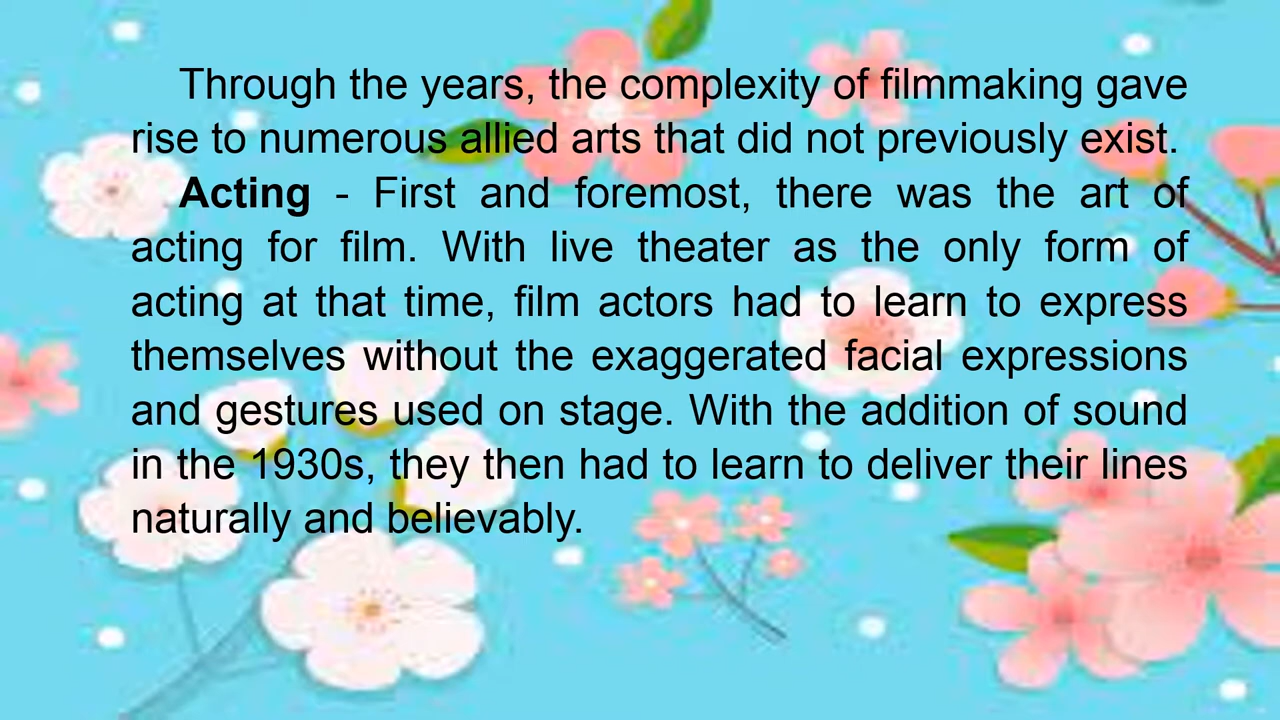 Through the years, the complexity of filmmaking gave
rise to numerous allied arts that did not previously exist.
Acting - First and foremost, there was the art of
acting for film. With live theater as the only form of
acting at that time, film actors had to learn to express
themselves without the exaggerated facial expressions
and gestures used on stage. With the addition of sound
in the 1930s, they then had to learn to deliver their lines
naturally and believably.